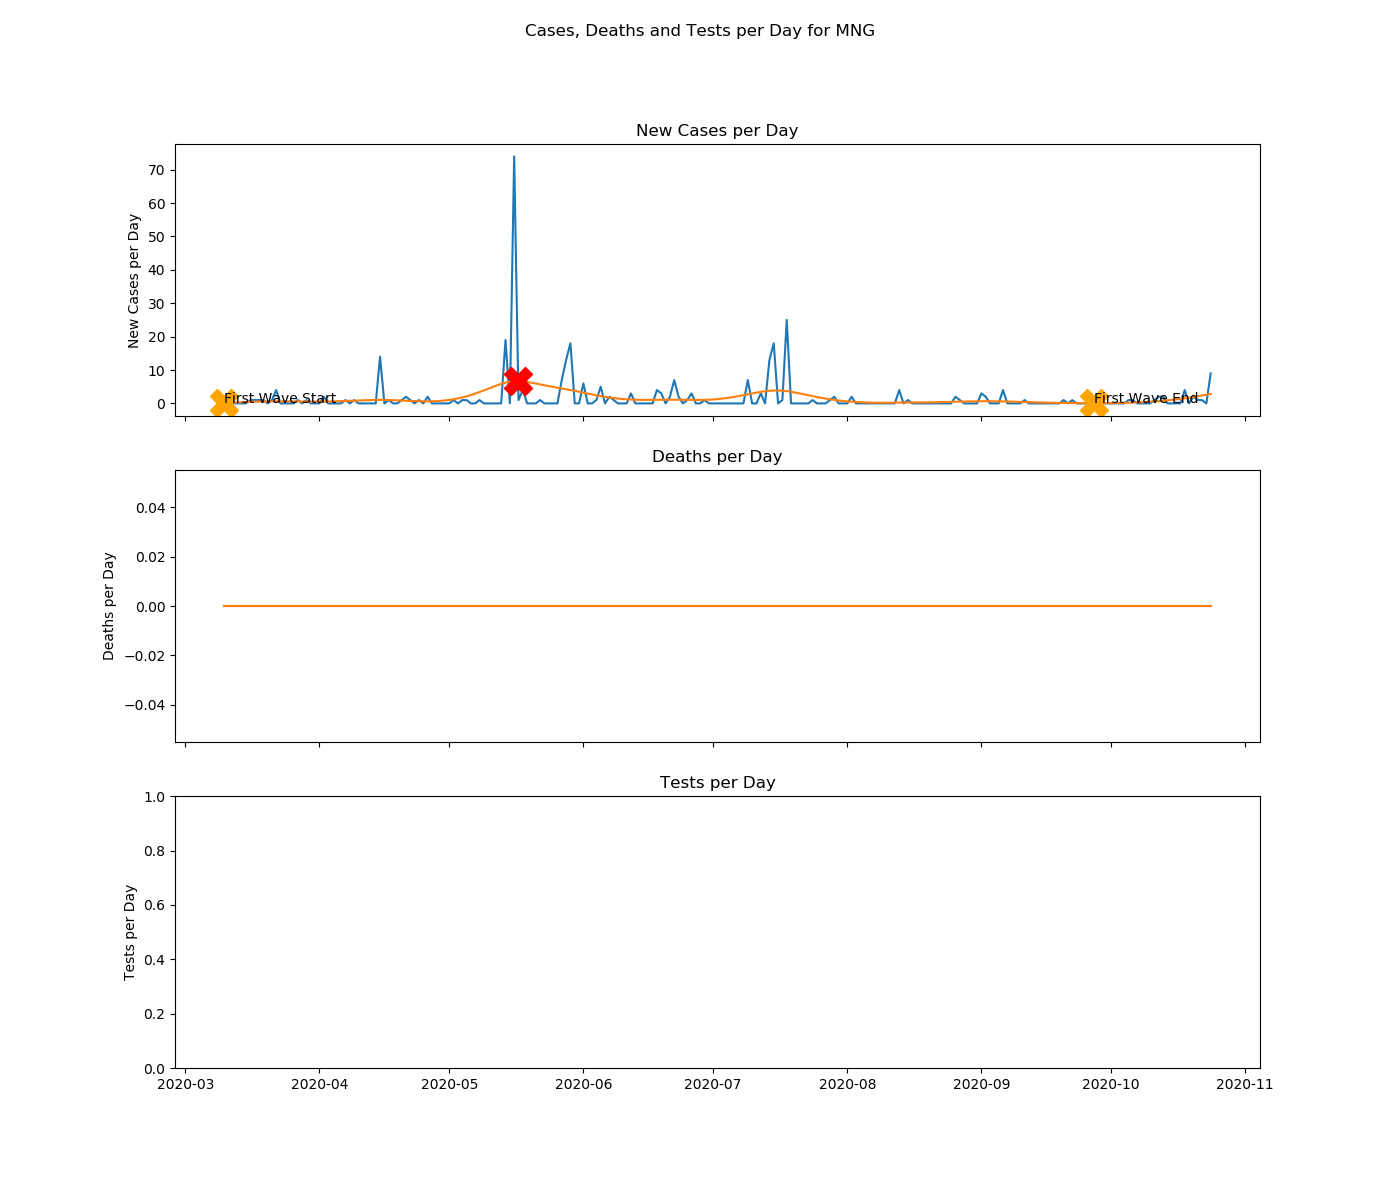 Cases, Deaths and Tests per Day for MNG
New Cases per Day
New Cases per Day
70
60
50
40
30
20
10
0
First Wave Start
First Wave End
Deaths per Day
Deaths per Day
0.04
0.02
0.00
−0.02
−0.04
Tests per Day
Tests per Day
1.0
0.8
0.6
0.4
0.2
0.0
2020-03 2020-04 2020-05 2020-06 2020-07 2020-08 2020-09 2020-10 2020-11